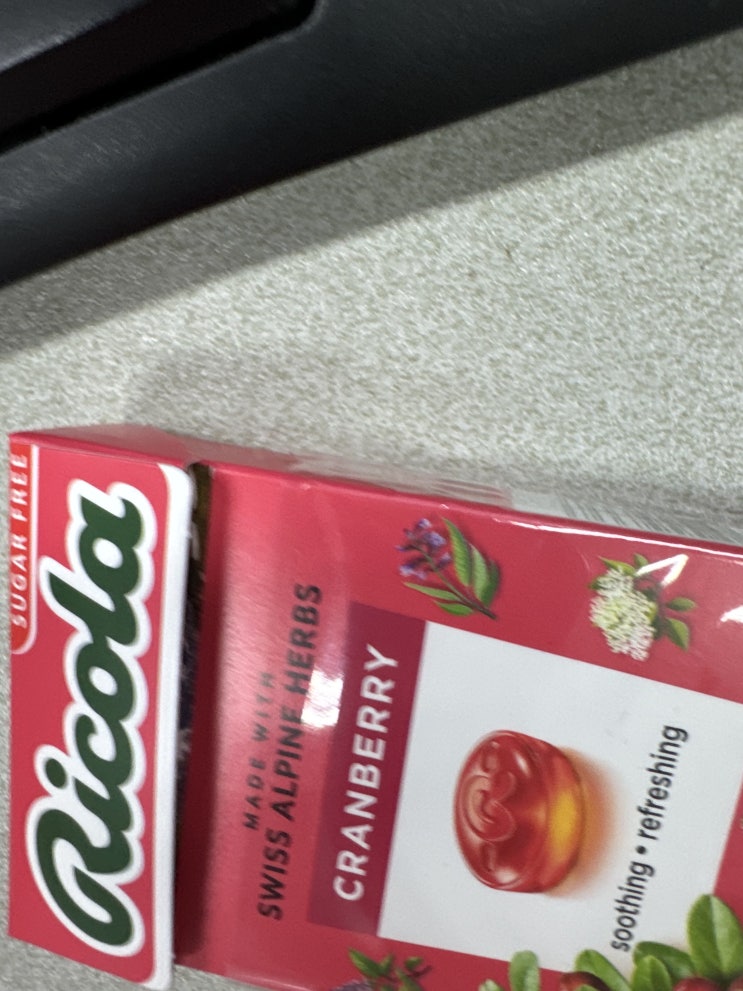 SUGAR FREE
Ricola
MADE WITH
SWISS ALPINE HERBS
CRANBERRY
soothing • refreshing